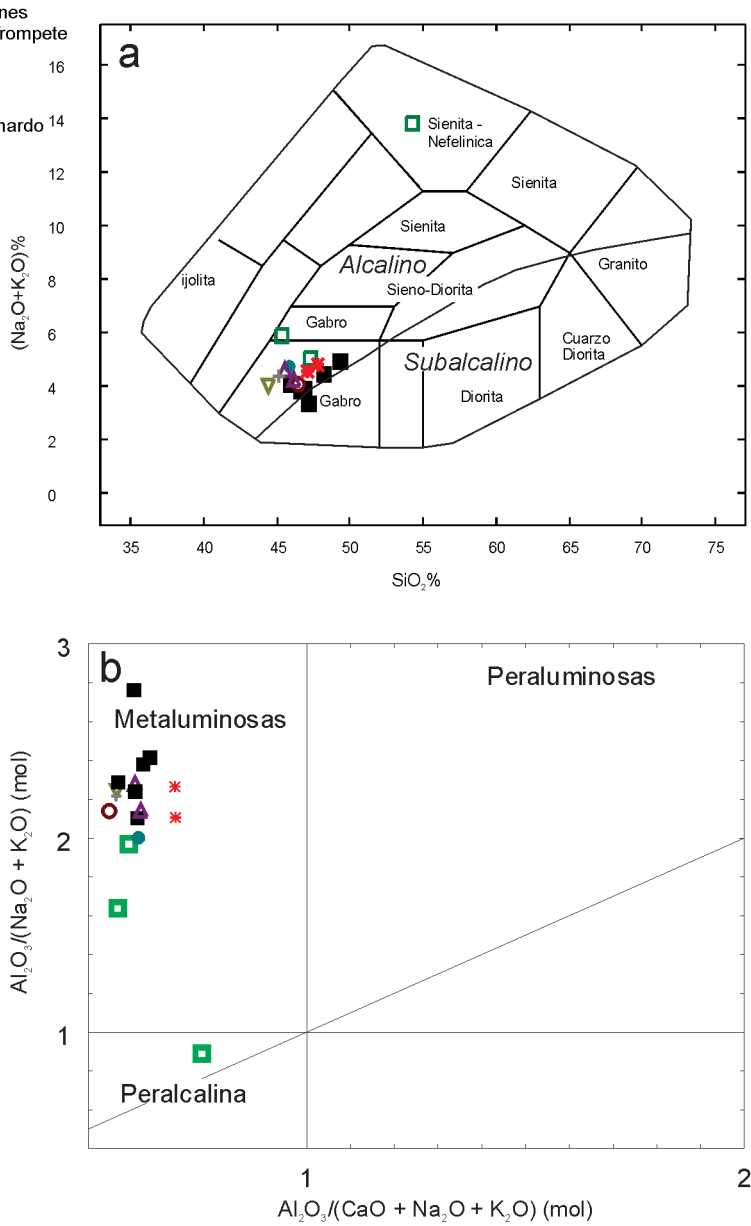 nes
rompete
nardo
a
16
14
12
10
8
6
4
2
0
(Na2O+K2O)%
Sienita -
Nefelinica
Sienita
Sienita
Alcalino
Granito
ijolita
Sieno-Diorita
Gabro
Cuarzo
Diorita
Subalcalino
Gabro
Diorita
35 40 45 50 55 60 65 70 75
SiO2%
b
3
2
1
Al2O3/(Na2O + K2O) (mol)
Peraluminosas
Metaluminosas
Peralcalina
1 2
Al2O3/(CaO + Na2O + K2O) (mol)